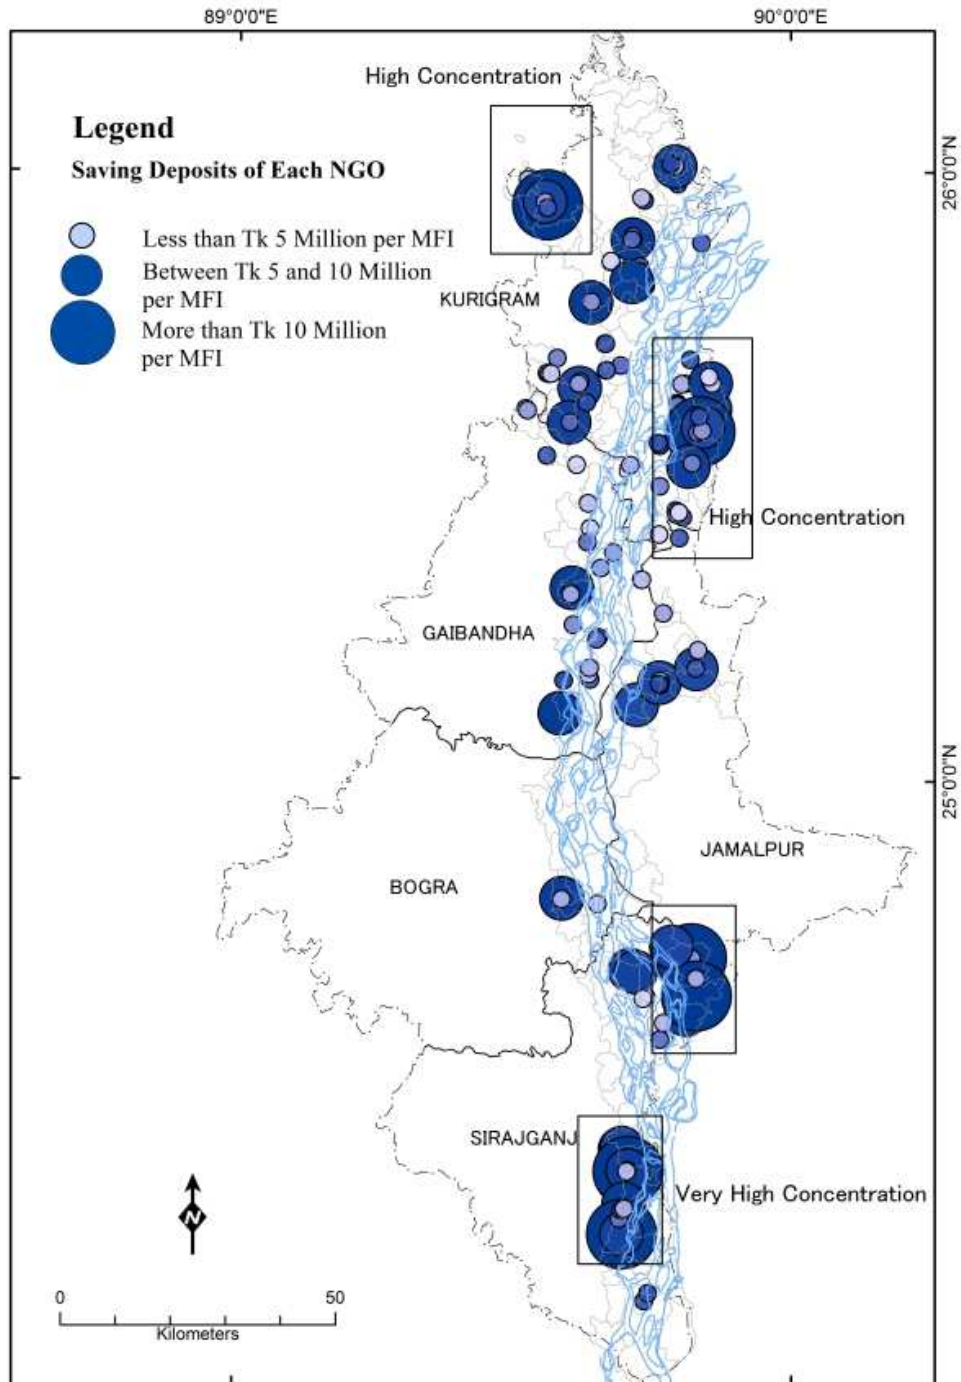 89°0'0"E
90°0'0"E
High Concentration
Legend
Saving Deposits of Each NGO
26°0'0"N
Less than Tk 5 Million per MFI
Between Tk 5 and 10 Million
per MFI
KURIGRAM
More than Tk 10 Million
per MFI
High Concentration
GAIBANDHA
25°0'0"N
JAMALPUR
BOGRA
SIRAJGANJ
Very High Concentration
N
0
50
Kilometers